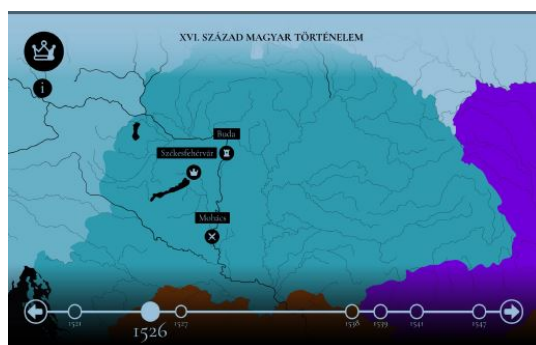 XVI. SZÁZAD MAGYAR TÖRTÉNELEM
i
Buda
Székesfehérvár
Mohács
1521
1526
1527
1538
1539
1541
1547